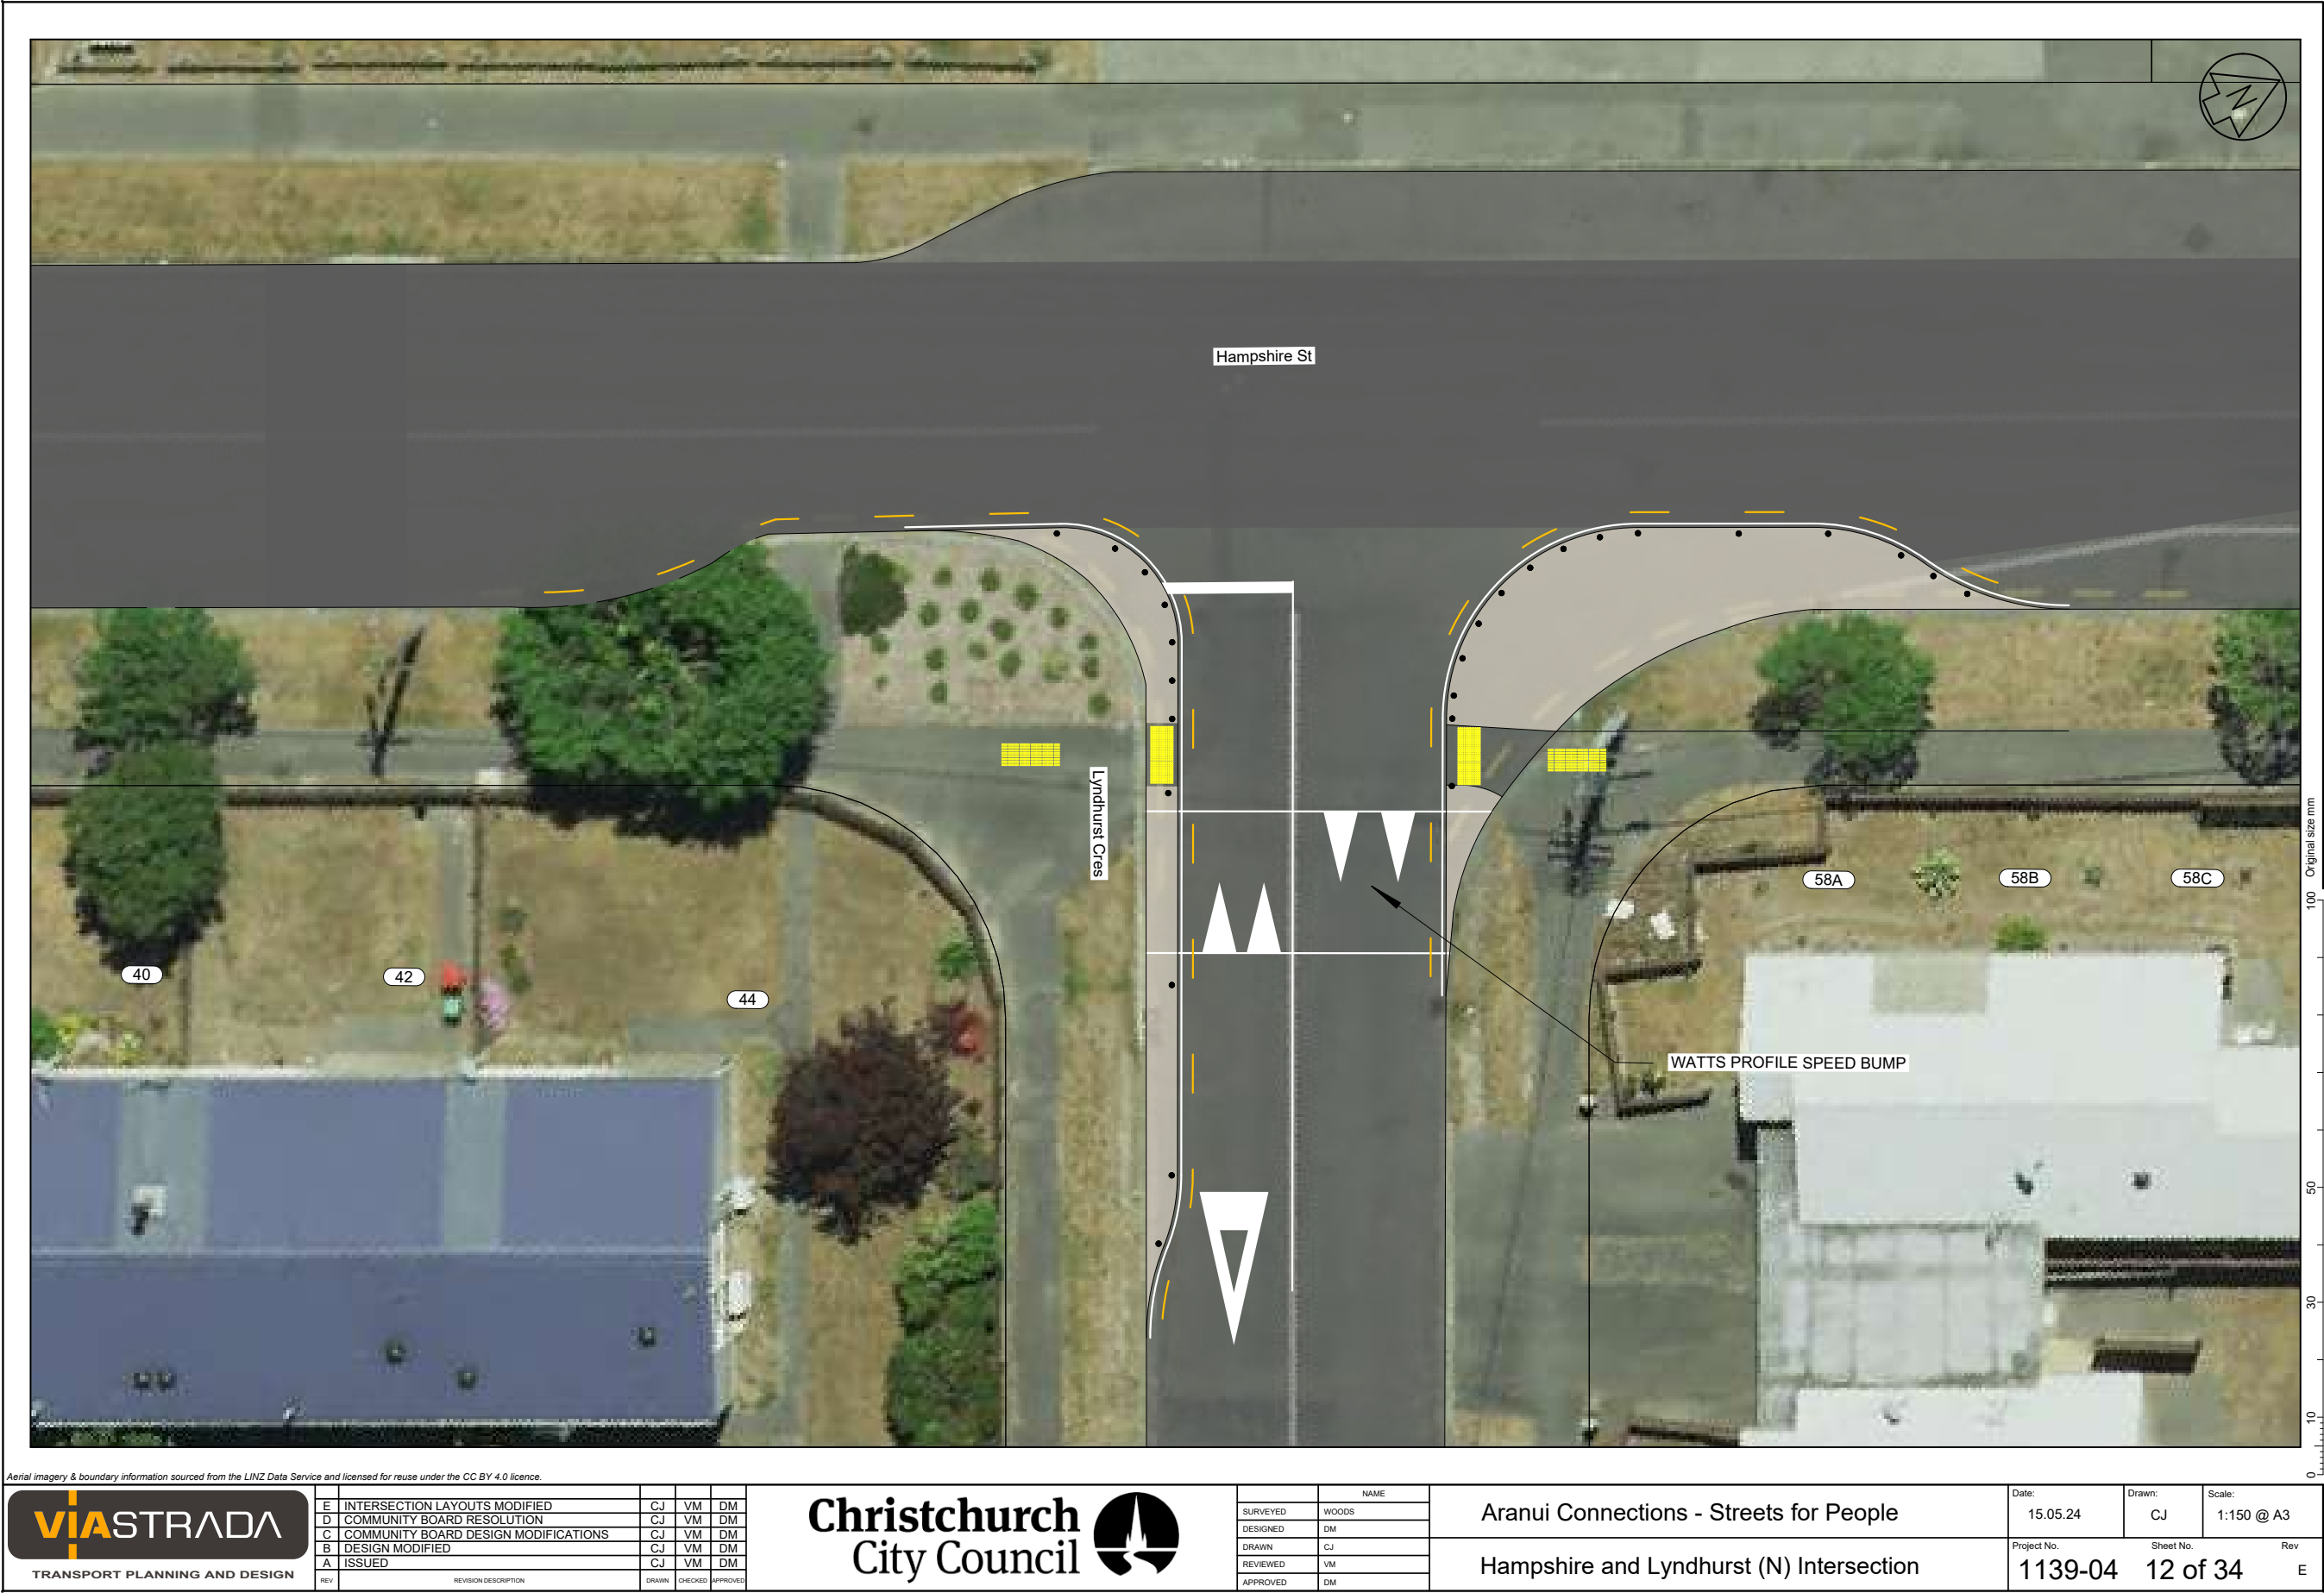 N
Hampshire St
Lyndhurst Cres
58A
58B
58C
40
42
44
WATTS PROFILE SPEED BUMP
0 10 30 50 100 Original size mm
Aerial imagery & boundary information sourced from the LINZ Data Service and licensed for reuse under the CC BY 4.0 licence.
VIASTRADA
TRANSPORT PLANNING AND DESIGN
E INTERSECTION LAYOUTS MODIFIED CJ VM DM
D COMMUNITY BOARD RESOLUTION CJ VM DM
C COMMUNITY BOARD DESIGN MODIFICATIONS CJ VM DM
B DESIGN MODIFIED CJ VM DM
A ISSUED CJ VM DM
REV REVISION DESCRIPTION DRAWN CHECKED APPROVED
Christchurch
City Council
NAME
SURVEYED WOODS
DESIGNED DM
DRAWN CJ
REVIEWED VM
APPROVED DM
Aranui Connections - Streets for People
Hampshire and Lyndhurst (N) Intersection
Date: Drawn: Scale:
15.05.24 CJ 1:150 @ A3
Project No. Sheet No. Rev
1139-04 12 of 34 E